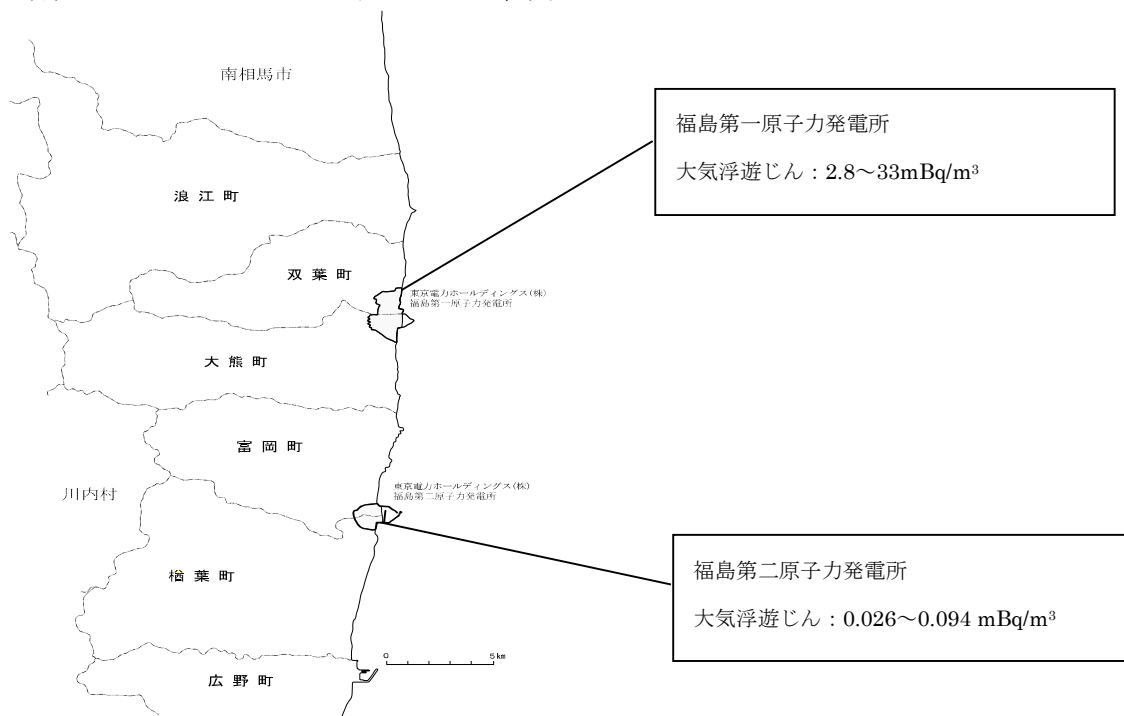 南相馬市
福島第一原子力発電所
大気浮遊じん：2.8～33mBq/m³
浪江町
双葉町
東京電力ホールディングス(株)
福島第一原子力発電所
大熊町
富岡町
川内村
東京電力ホールディングス(株)
福島第二原子力発電所
福島第二原子力発電所
大気浮遊じん：0.026～0.094 mBq/m³
楢葉町
0 5km
広野町